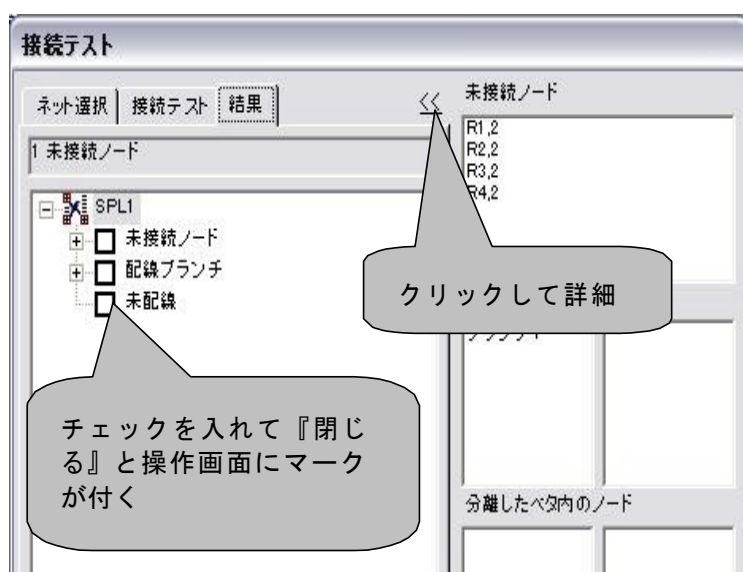 接続テスト
ネット選択 接続テスト 結果 <<
1 未接続ノード
SPL1
未接続ノード
配線ブランチ
未配線
未接続ノード
R1,2
R2,2
R3,2
R4,2
クリックして詳細
チェックを入れて『閉じ
る』と操作画面にマーク
が付く
分離したベタ内のノード